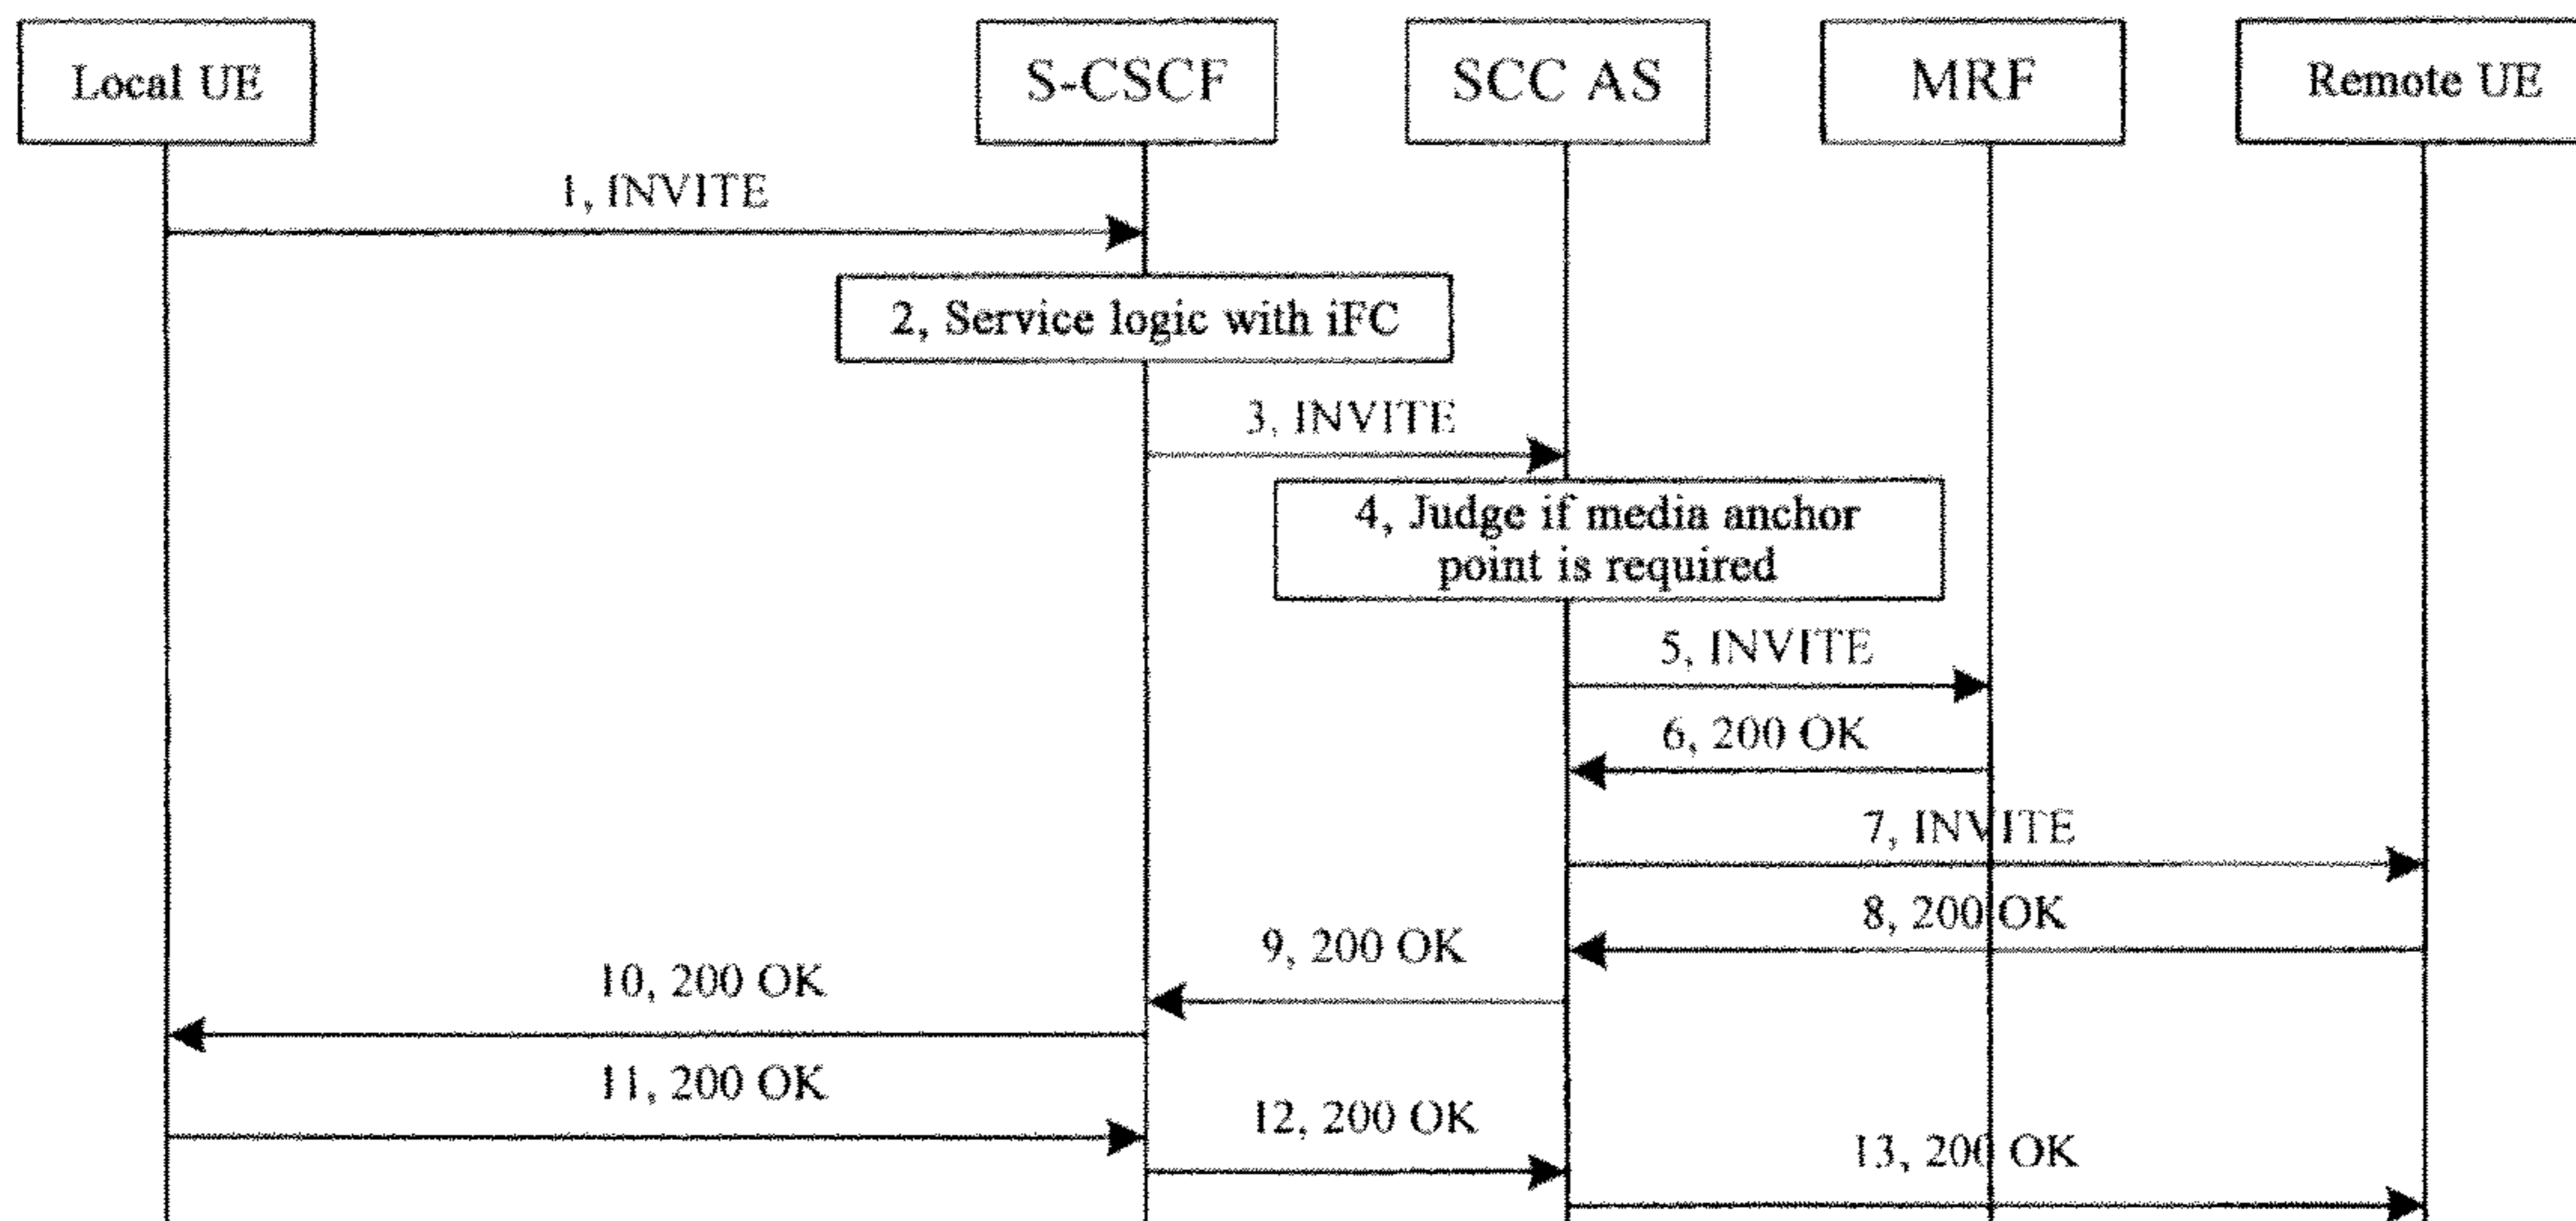 Local UE
S-CSCF
SCC AS
MRF
Remote UE
1, INVITE
2, Service logic with iFC
3, INVITE
4, Judge if media anchor
point is required
5, INVITE
6, 200 OK
7, INVITE
8, 200 OK
9, 200 OK
10, 200 OK
11, 200 OK
12, 200 OK
13, 200 OK